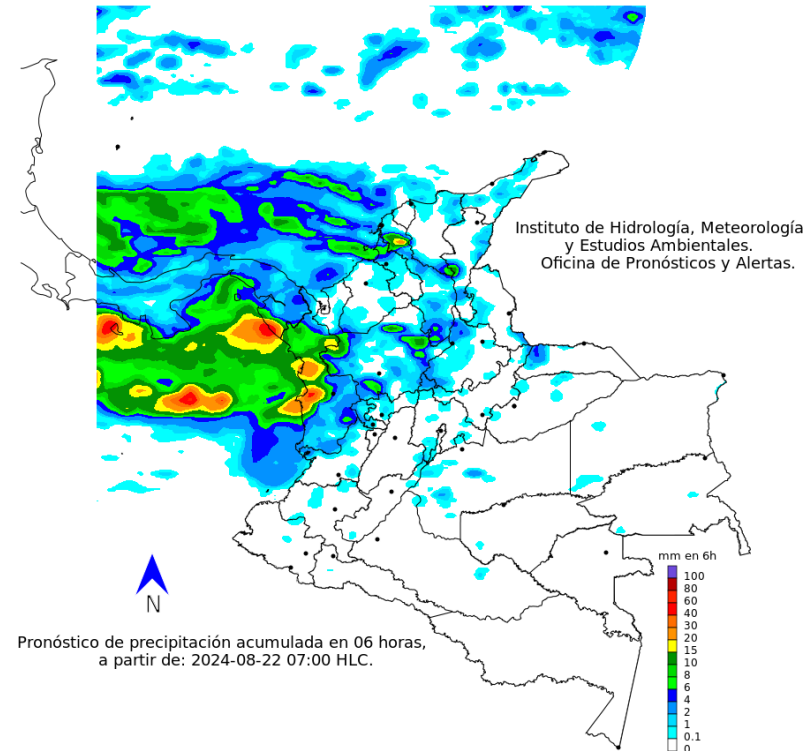 Instituto de Hidrología, Meteorología
y Estudios Ambientales.
Oficina de Pronósticos y Alertas.
mm en 6h
100
80
60
40
30
20
15
10
8
6
4
2
1
0.1
0
N
Pronóstico de precipitación acumulada en 06 horas,
a partir de: 2024-08-22 07:00 HLC.